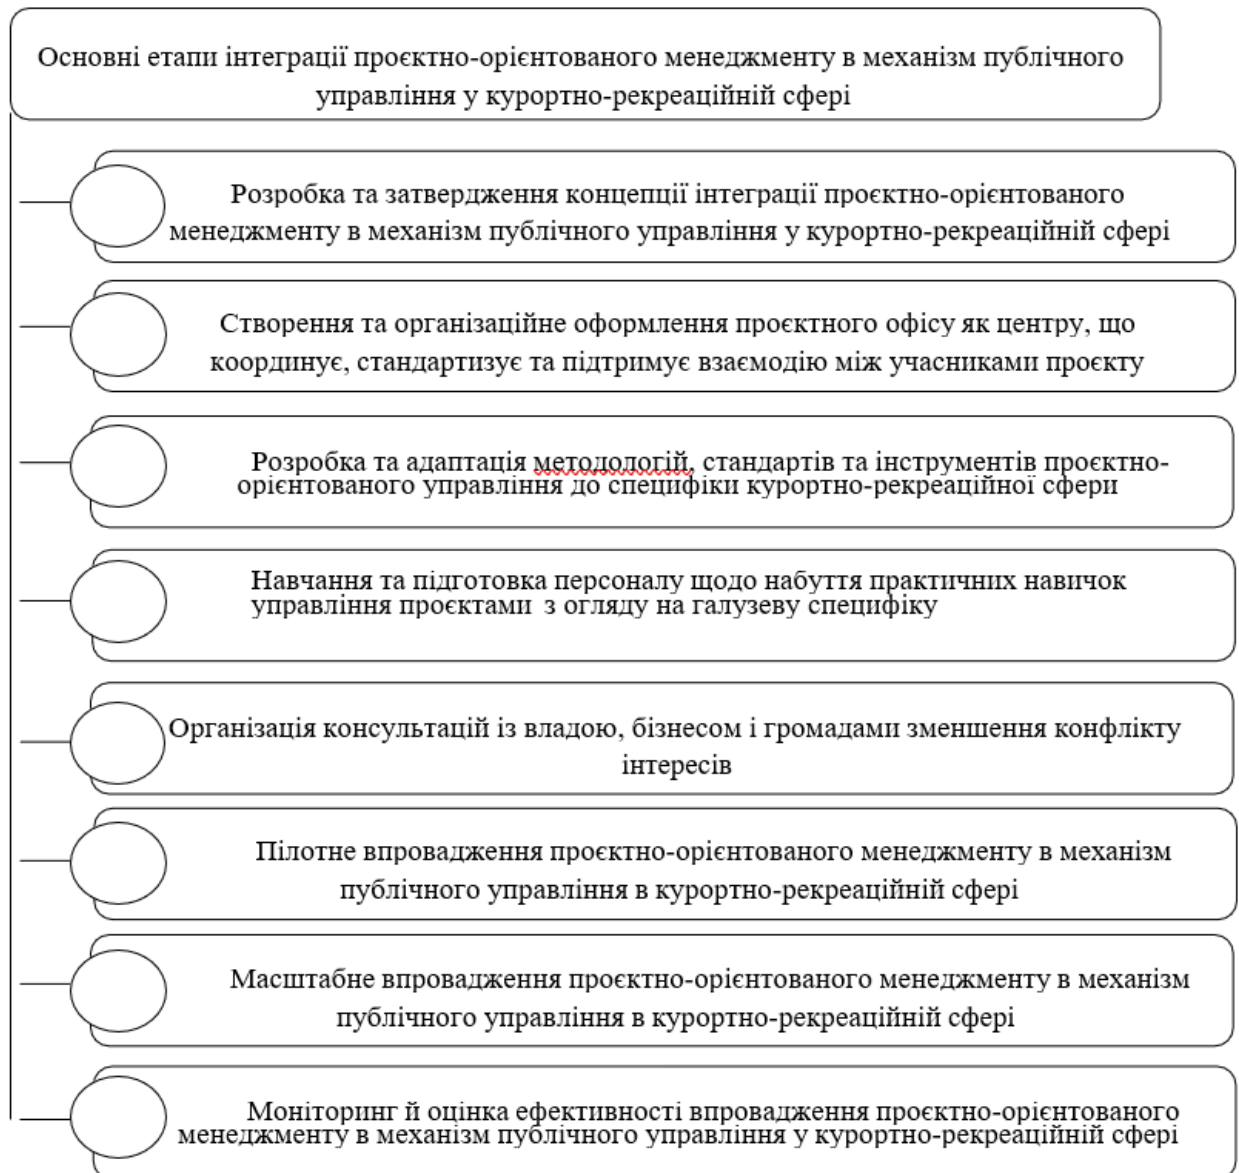 Основні етапи інтеграції проєктно-орієнтованого менеджменту в механізм публічного
управління у курортно-рекреаційній сфері
Розробка та затвердження концепції інтеграції проєктно-орієнтованого
менеджменту в механізм публічного управління у курортно-рекреаційній сфері
Створення та організаційне оформлення проєктного офісу як центру, що
координує, стандартизує та підтримує взаємодію між учасниками проєкту
Розробка та адаптація методологій, стандартів та інструментів проєктно-
орієнтованого управління до специфіки курортно-рекреаційної сфери
Навчання та підготовка персоналу щодо набуття практичних навичок
управління проєктами з огляду на галузеву специфіку
Організація консультацій із владою, бізнесом і громадами зменшення конфлікту
інтересів
Пілотне впровадження проєктно-орієнтованого менеджменту в механізм
публічного управління в курортно-рекреаційній сфері
Масштабне впровадження проєктно-орієнтованого менеджменту в механізм
публічного управління в курортно-рекреаційній сфері
Моніторинг й оцінка ефективності впровадження проєктно-орієнтованого
менеджменту в механізм публічного управління у курортно-рекреаційній сфері